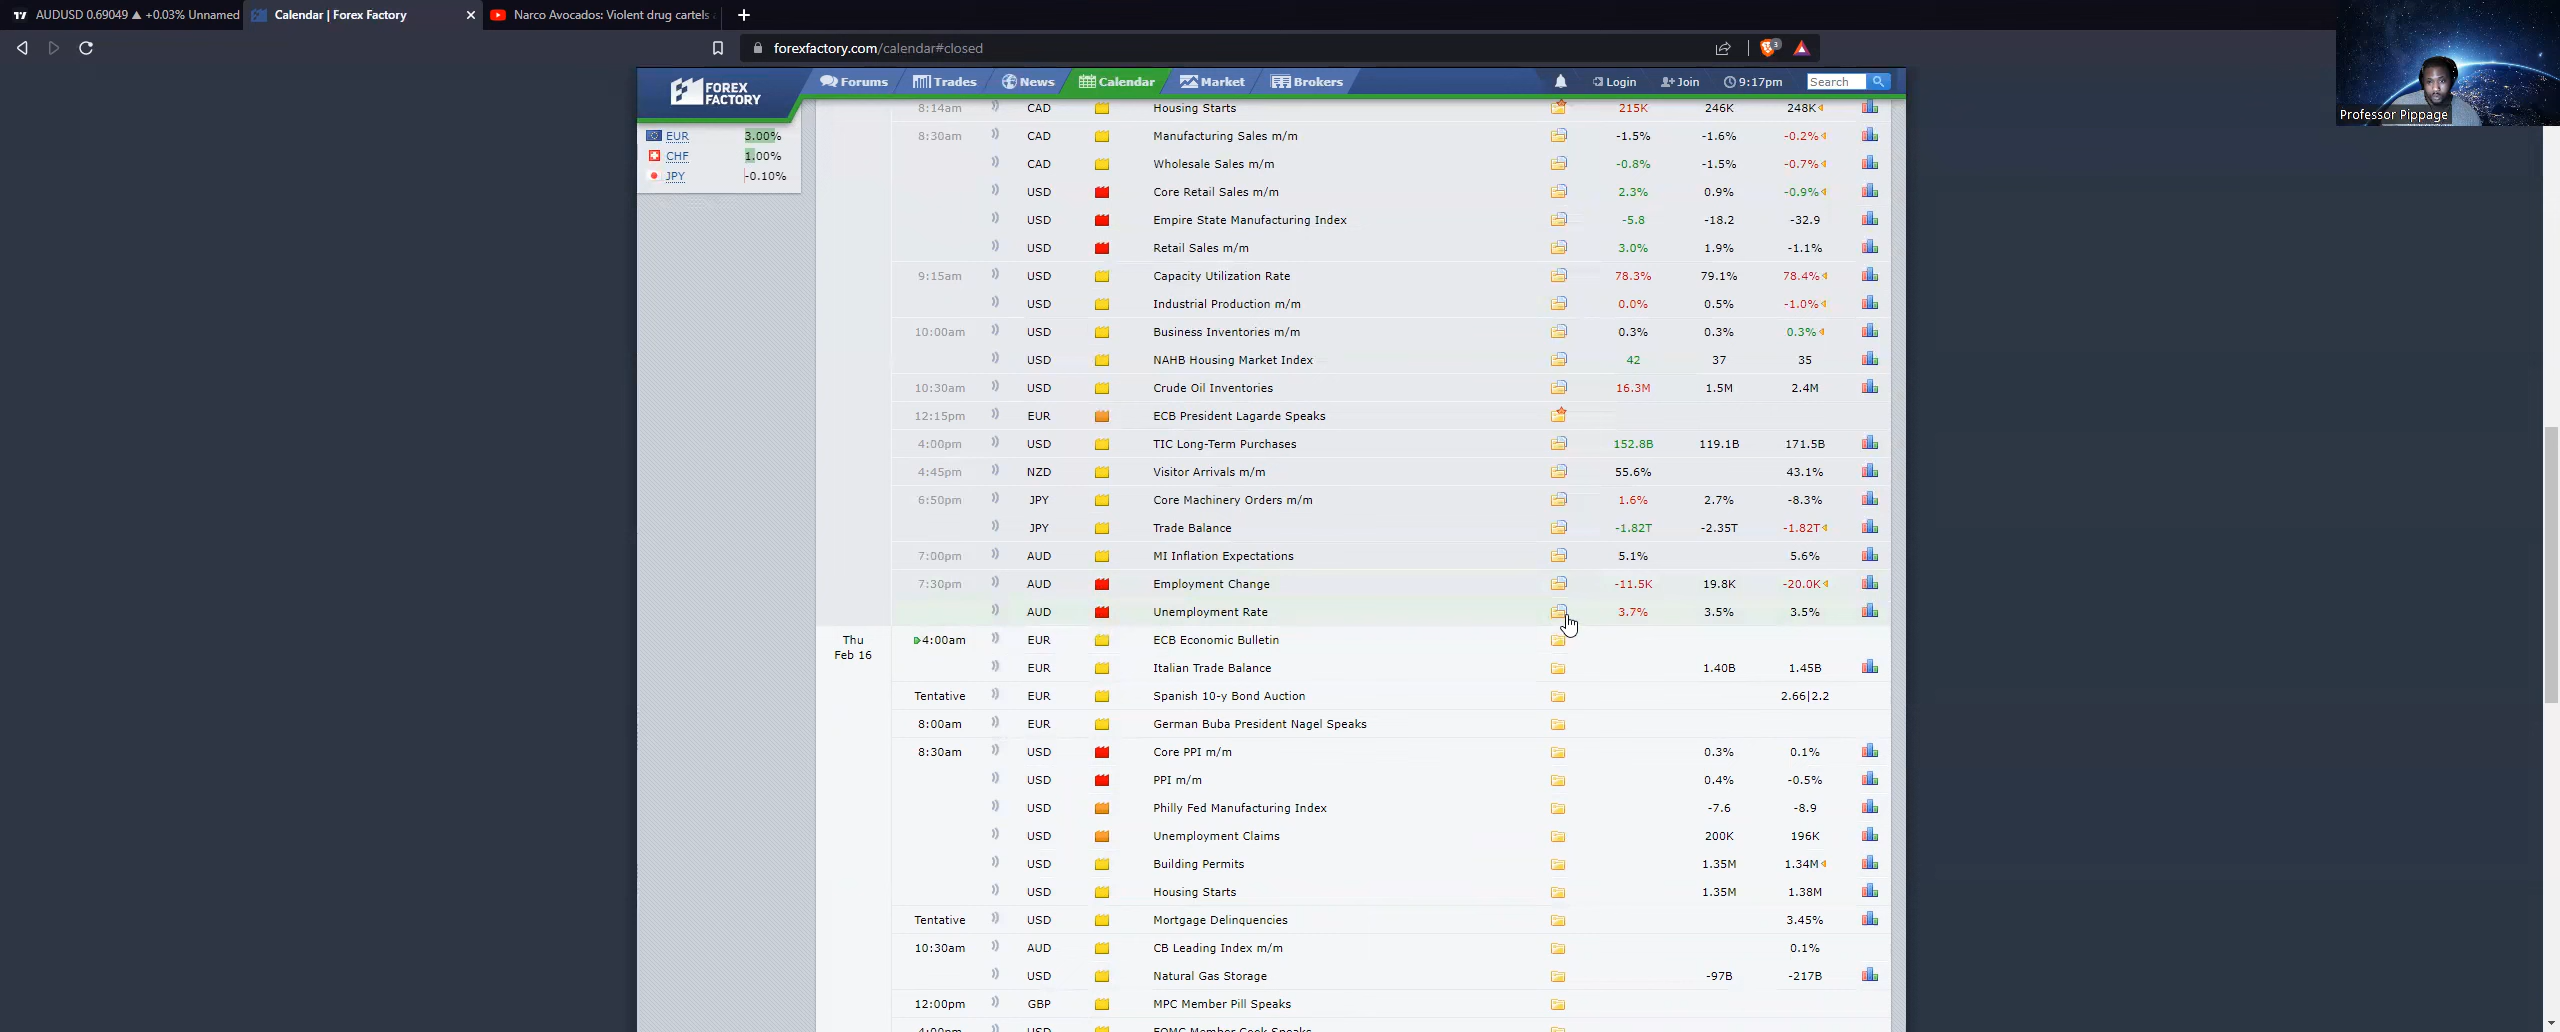 AUDUSD 0.69049 ▲ +0.03% Unnamed
Calendar | Forex Factory
Narco Avocados: Violent drug cartels
forexfactory.com/calendar#closed
3
Professor Pippage
FOREX FACTORY
Forums Trades News Calendar Market Brokers Login Join 9:17pm Search
EUR 3.00%
CHF 1.00%
JPY -0.10%
8:14am CAD Housing Starts 215K 246K 248K
8:30am CAD Manufacturing Sales m/m -1.5% -1.6% -0.2%
CAD Wholesale Sales m/m -0.8% -1.5% -0.7%
USD Core Retail Sales m/m 2.3% 0.9% -0.9%
USD Empire State Manufacturing Index -5.8 -18.2 -32.9
USD Retail Sales m/m 3.0% 1.9% -1.1%
9:15am USD Capacity Utilization Rate 78.3% 79.1% 78.4%
USD Industrial Production m/m 0.0% 0.5% -1.0%
10:00am USD Business Inventories m/m 0.3% 0.3% 0.3%
USD NAHB Housing Market Index 42 37 35
10:30am USD Crude Oil Inventories 16.3M 1.5M 2.4M
12:15pm EUR ECB President Lagarde Speaks
4:00pm USD TIC Long-Term Purchases 152.8B 119.1B 171.5B
4:45pm NZD Visitor Arrivals m/m 55.6% 43.1%
6:50pm JPY Core Machinery Orders m/m 1.6% 2.7% -8.3%
JPY Trade Balance -1.82T -2.35T -1.82T
7:00pm AUD MI Inflation Expectations 5.1% 5.6%
7:30pm AUD Employment Change -11.5K 19.8K -20.0K
AUD Unemployment Rate 3.7% 3.5% 3.5%
Thu Feb 16 4:00am EUR ECB Economic Bulletin
EUR Italian Trade Balance 1.40B 1.45B
Tentative EUR Spanish 10-y Bond Auction 2.66|2.2
8:00am EUR German Buba President Nagel Speaks
8:30am USD Core PPI m/m 0.3% 0.1%
USD PPI m/m 0.4% -0.5%
USD Philly Fed Manufacturing Index -7.6 -8.9
USD Unemployment Claims 200K 196K
USD Building Permits 1.35M 1.34M
USD Housing Starts 1.35M 1.38M
Tentative USD Mortgage Delinquencies 3.45%
10:30am AUD CB Leading Index m/m 0.1%
USD Natural Gas Storage -97B -217B
12:00pm GBP MPC Member Pill Speaks
4:00pm USD FOMC Member Cook Speaks